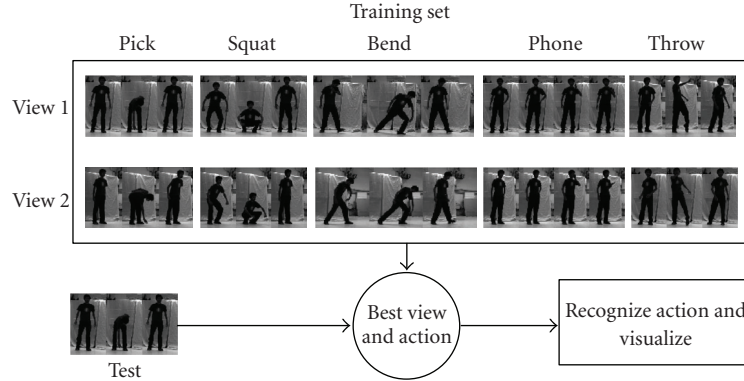 Training set
Pick Squat Bend Phone Throw
View 1
View 2
Best view
and action
Recognize action and
visualize
Test